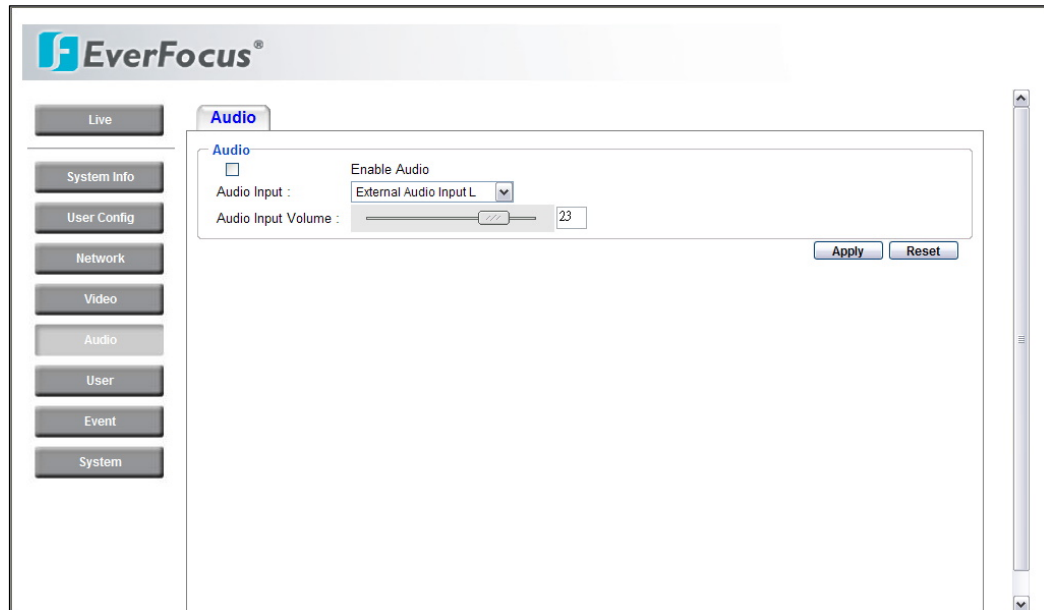 EverFocus®
Live
System Info
User Config
Network
Video
Audio
User
Event
System
Audio
Audio
Enable Audio
Audio Input : External Audio Input L
Audio Input Volume : 23
Apply Reset